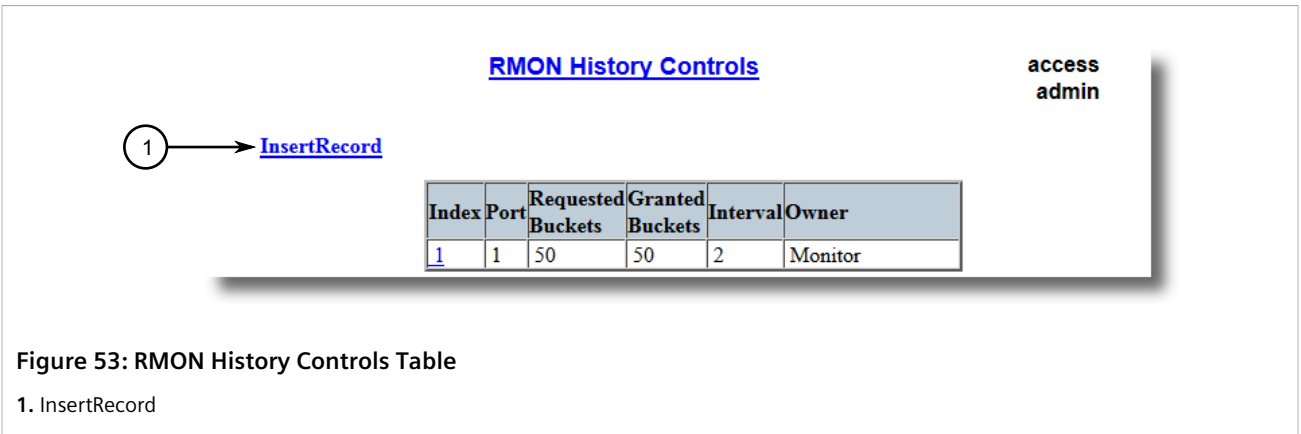 RMON History Controls
access
admin
1
InsertRecord
Index Port Requested Buckets Granted Buckets Interval Owner
1 1 50 50 2 Monitor
Figure 53: RMON History Controls Table
1. InsertRecord